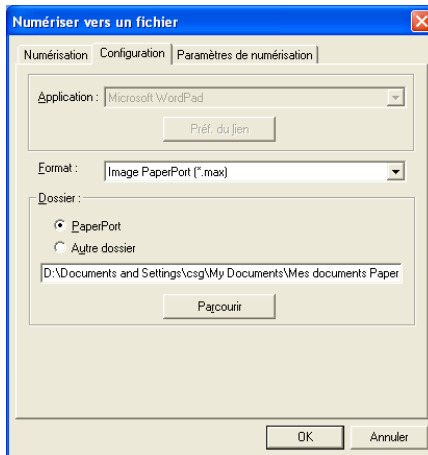 Numériser vers un fichier
Numérisation Configuration Paramètres de numérisation
Application : Microsoft WordPad
Préf. du lien
Format : Image PaperPort (*.max)
Dossier :
PaperPort
Autre dossier
D:\Documents and Settings\csg\My Documents\Mes documents Paper
Parcourir
OK Annuler